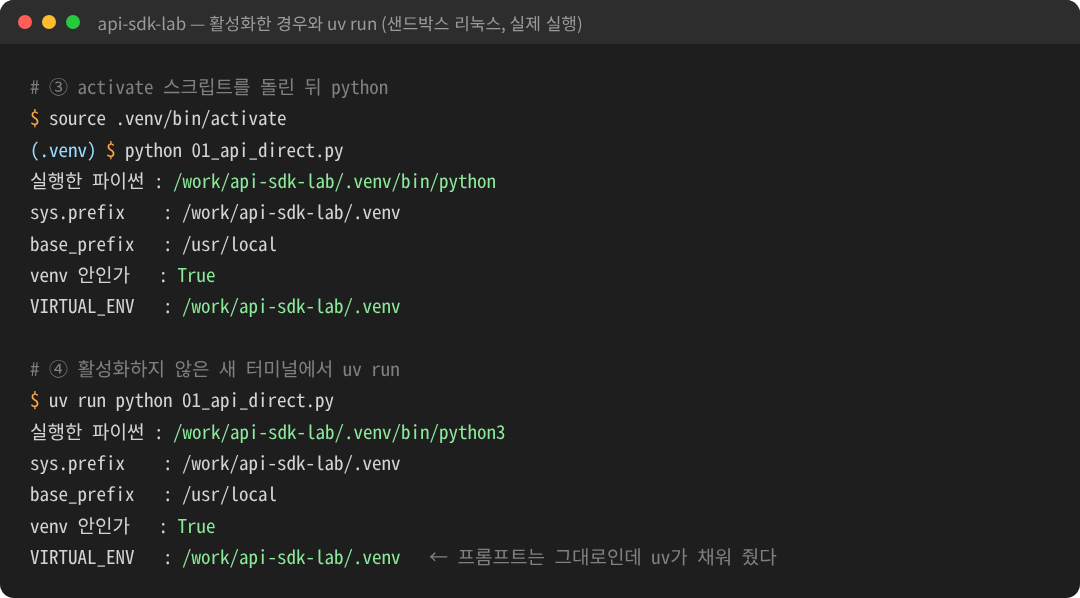 api-sdk-lab — 활성화한 경우와 uv run (샌드박스 리눅스, 실제 실행)
# ③ activate 스크립트를 돌린 뒤 python
$ source .venv/bin/activate
(.venv) $ python 01_api_direct.py
실행한 파이썬 : /work/api-sdk-lab/.venv/bin/python
sys.prefix : /work/api-sdk-lab/.venv
base_prefix : /usr/local
venv 안인가 : True
VIRTUAL_ENV : /work/api-sdk-lab/.venv
# ④ 활성화하지 않은 새 터미널에서 uv run
$ uv run python 01_api_direct.py
실행한 파이썬 : /work/api-sdk-lab/.venv/bin/python3
sys.prefix : /work/api-sdk-lab/.venv
base_prefix : /usr/local
venv 안인가 : True
VIRTUAL_ENV : /work/api-sdk-lab/.venv ← 프롬프트는 그대로인데 uv가 채워 줬다